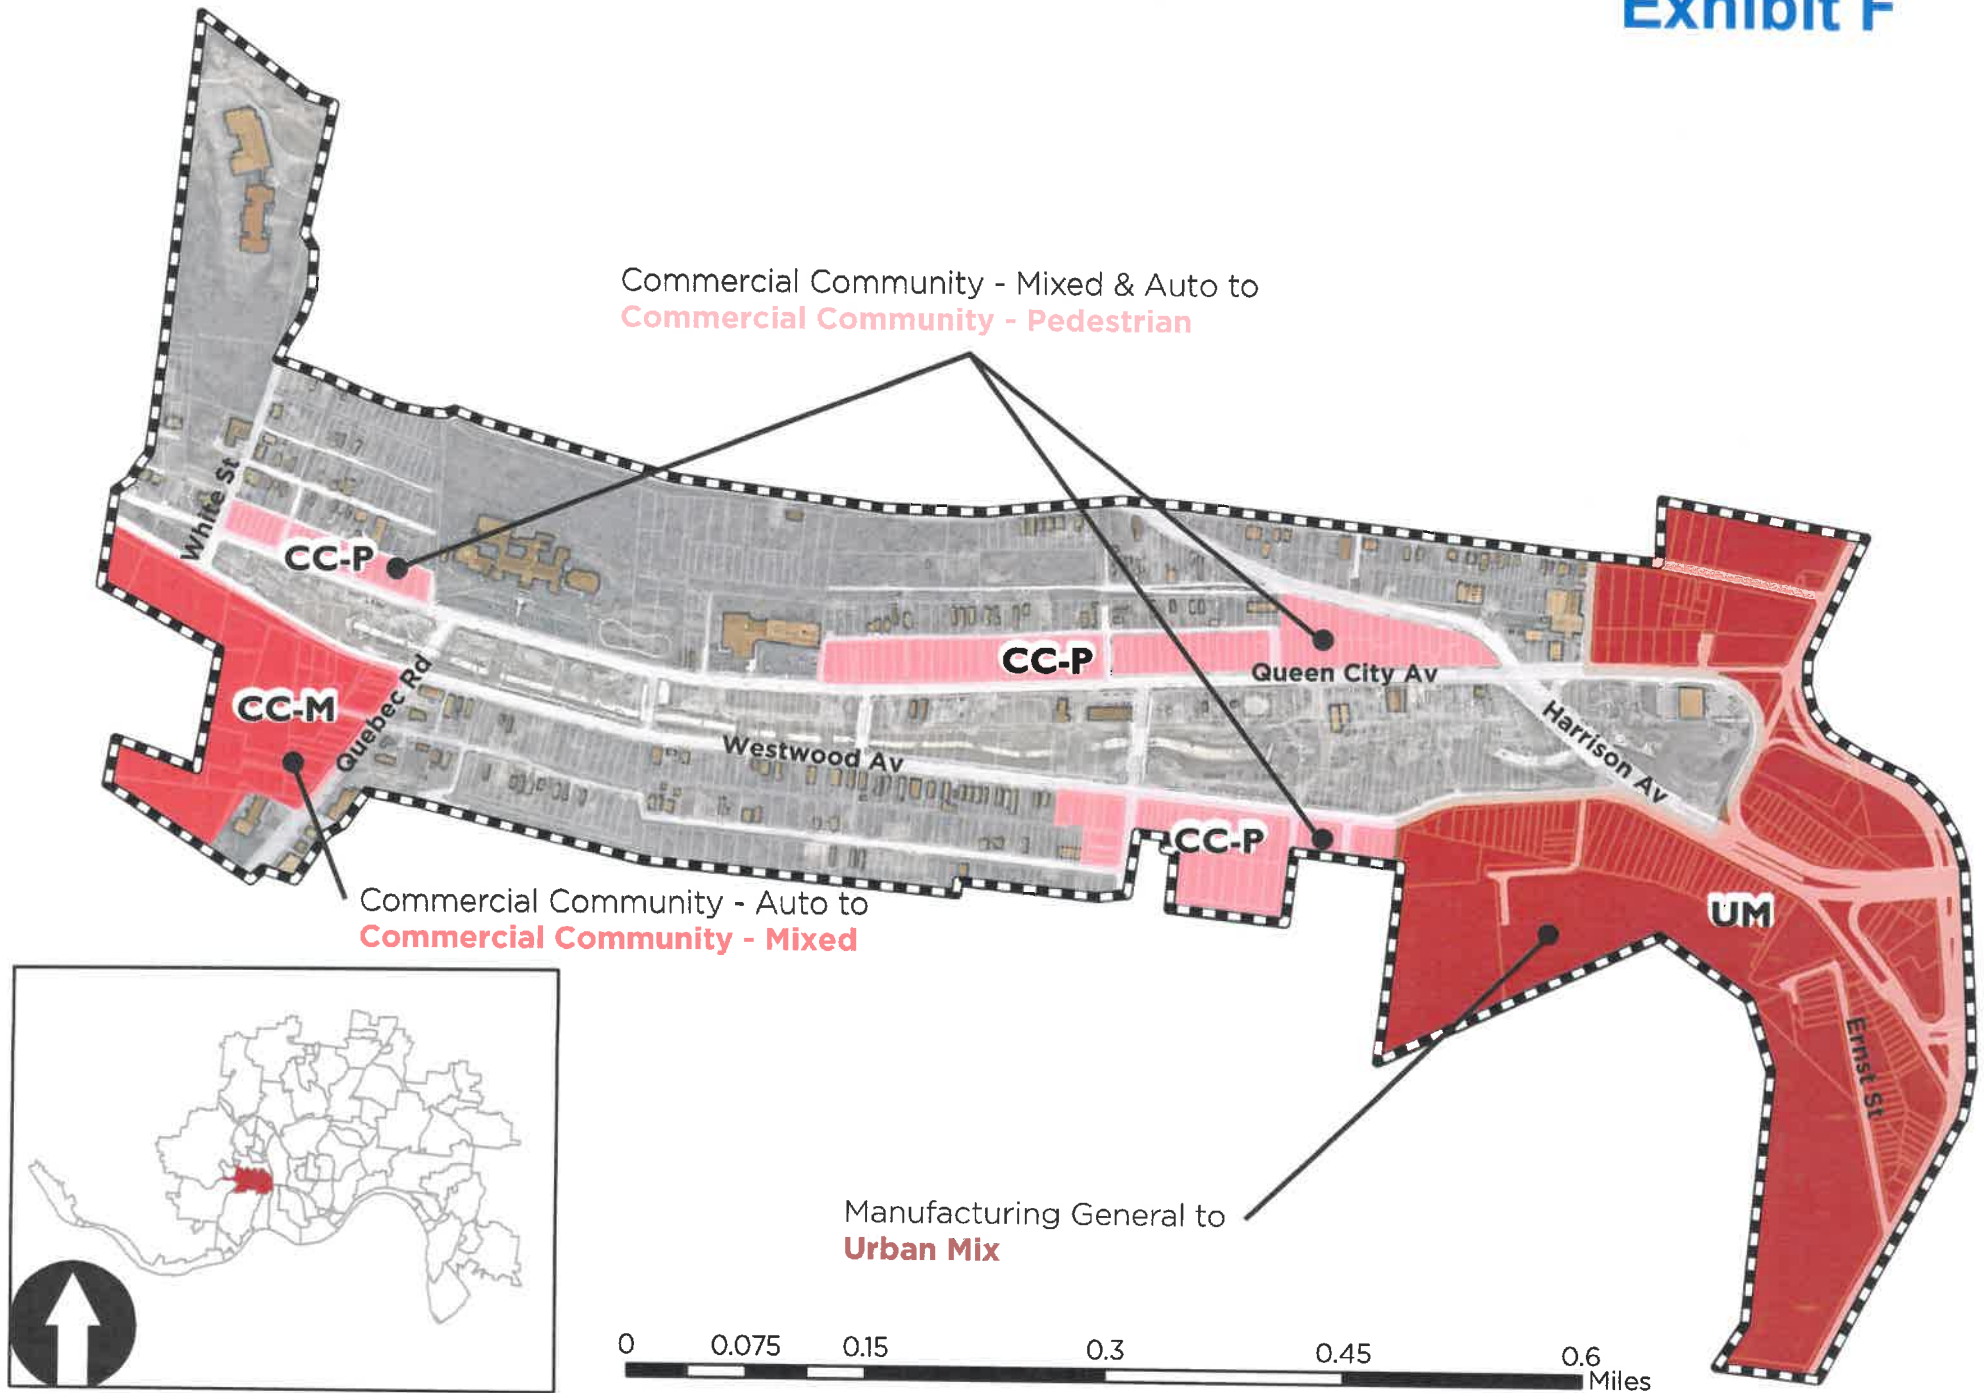 Exhibit F
Commercial Community - Mixed & Auto to
Commercial Community - Pedestrian
White St
CC-P
CC-P
Queen City Av
CC-M
Quebec Rd
Westwood Av
Harrison Av
CC-P
UM
Commercial Community - Auto to
Commercial Community - Mixed
Ernst St
Manufacturing General to
Urban Mix
0 0.075 0.15 0.3 0.45 0.6
Miles